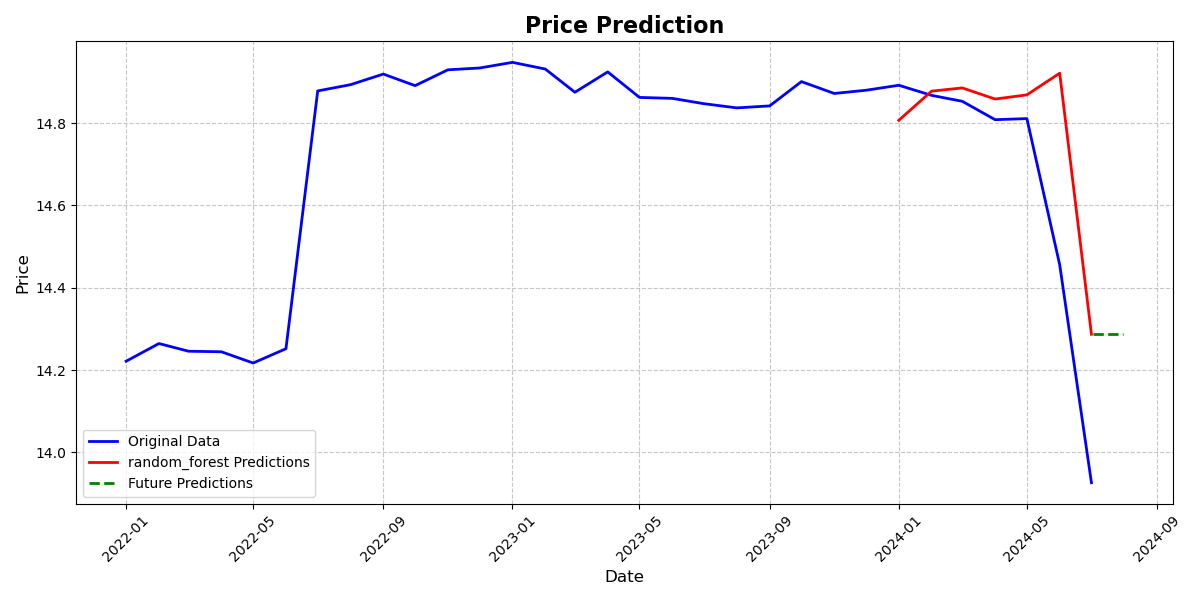 Price Prediction
Price
14.8
14.6
14.4
14.2
14.0
Original Data
random_forest Predictions
Future Predictions
2022-01
2022-05
2022-09
2023-01
2023-05
2023-09
2024-01
2024-05
2024-09
Date